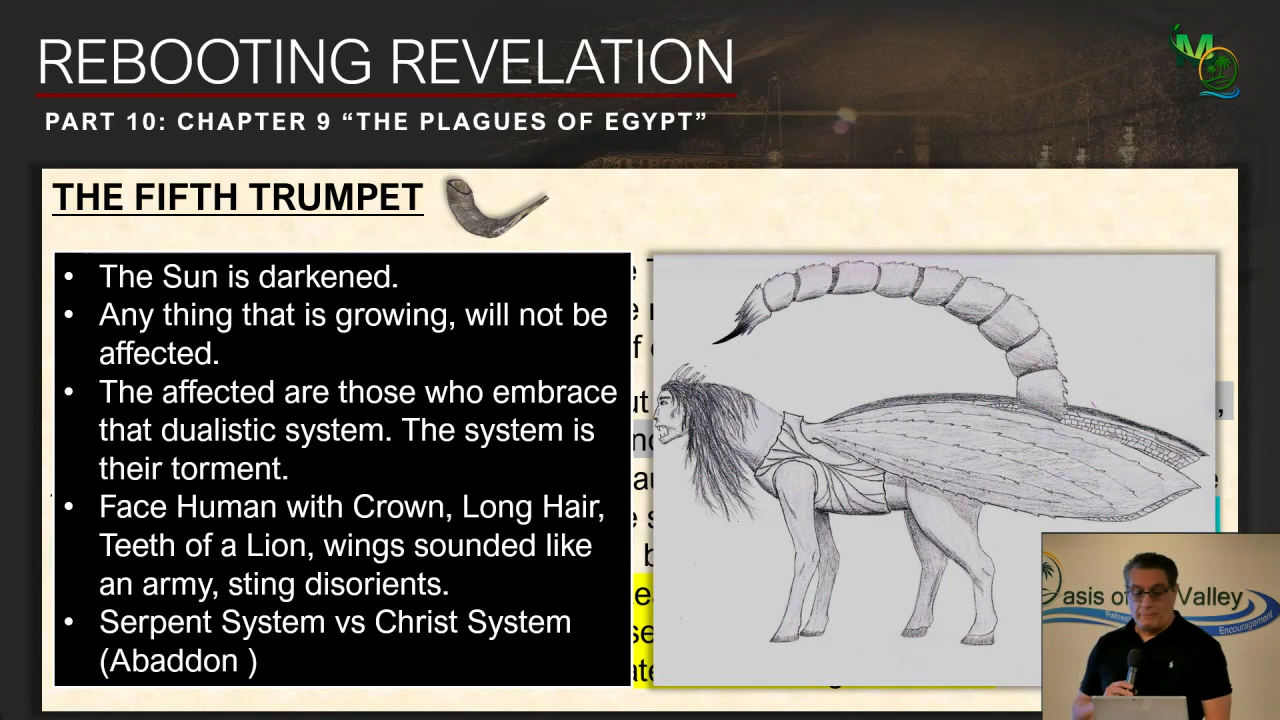 REBOOTING REVELATION
PART 10: CHAPTER 9 “THE PLAGUES OF EGYPT”
THE FIFTH TRUMPET
• The Sun is darkened.
• Any thing that is growing, will not be
affected.
• The affected are those who embrace
that dualistic system. The system is
their torment.
• Face Human with Crown, Long Hair,
Teeth of a Lion, wings sounded like
an army, sting disorients.
• Serpent System vs Christ System
(Abaddon )
asis of Valley
Encouragement